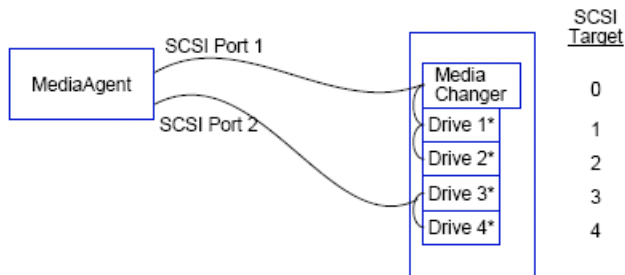 SCSI
Target
SCSI Port 1
MediaAgent
Media
Changer
0
SCSI Port 2
Drive 1*
1
Drive 2*
2
Drive 3*
3
Drive 4*
4